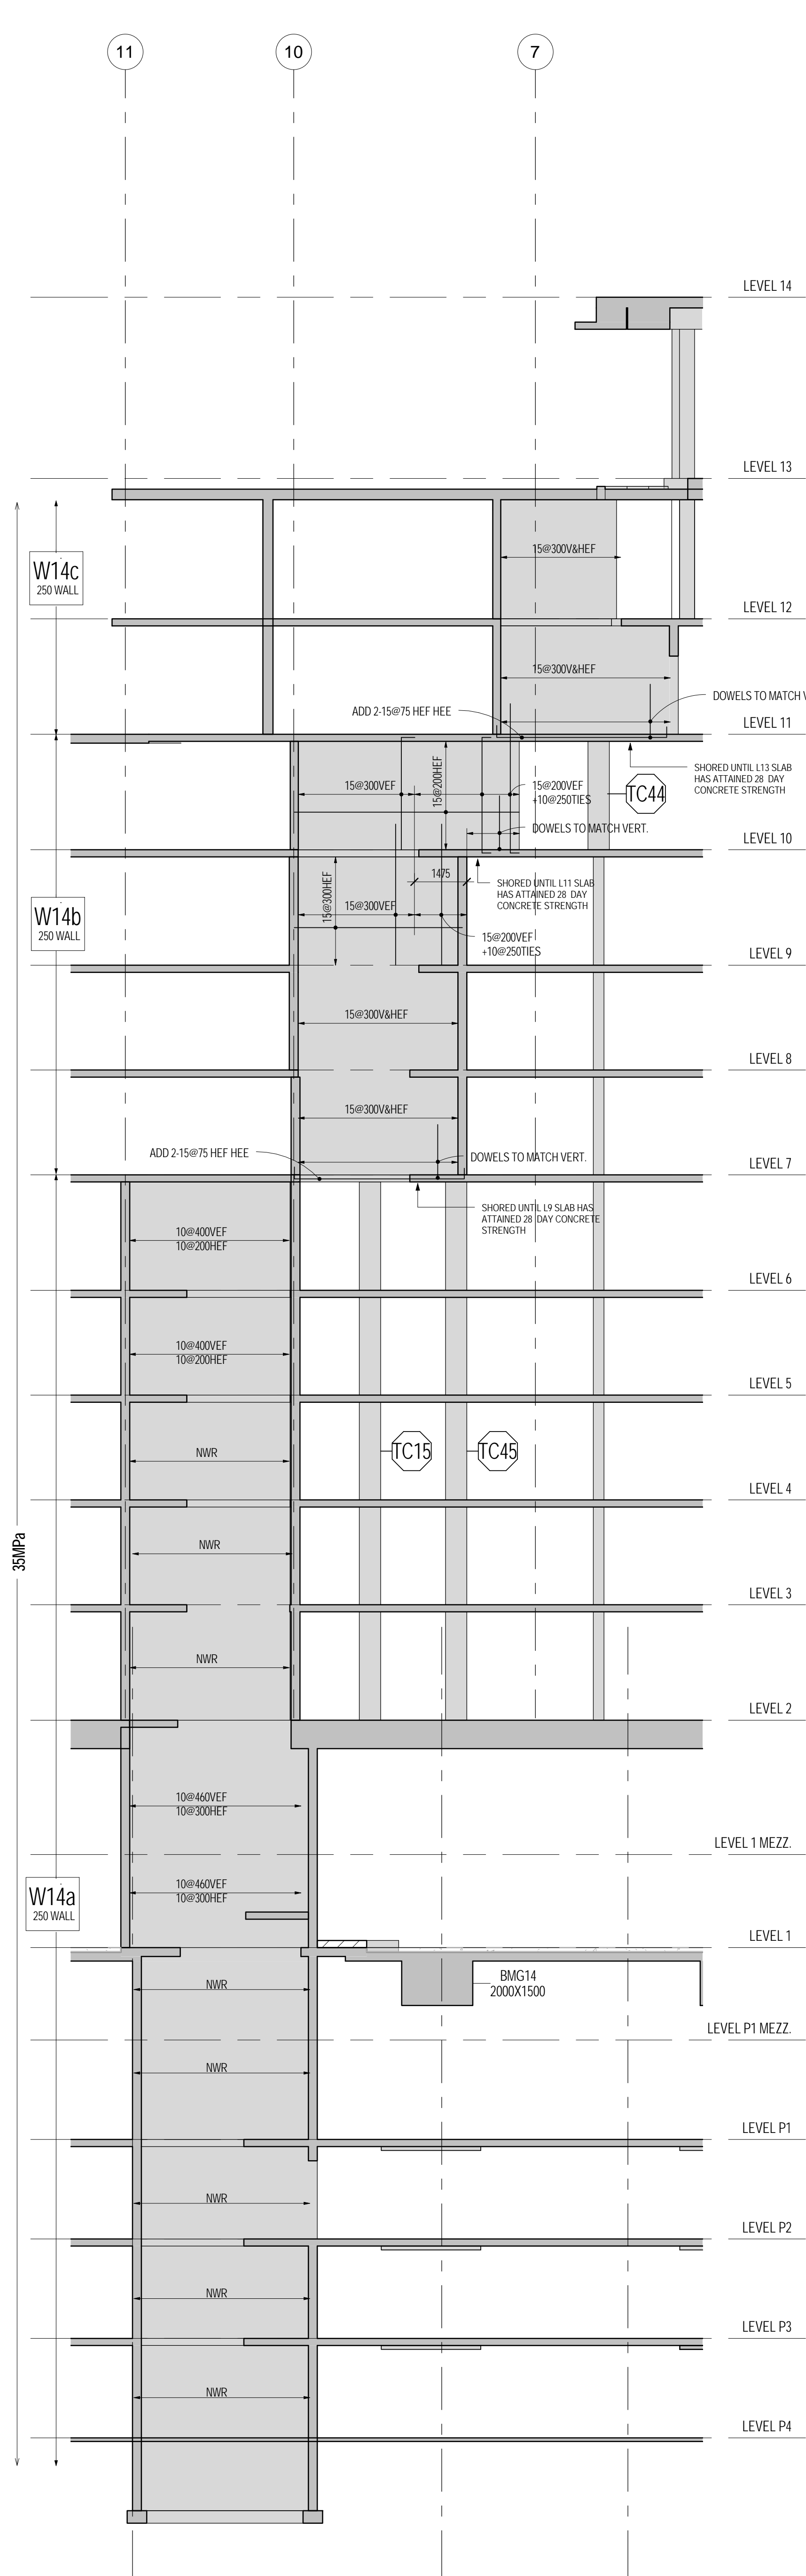 11
10
7
LEVEL 14
LEVEL 13
W14c
250 WALL
15@300V&HEF
LEVEL 12
15@300V&HEF
DOWELS TO MATCH V
ADD 2-15@75 HEF HEE
LEVEL 11
SHORED UNTIL L13 SLAB
HAS ATTAINED 28 DAY
CONCRETE STRENGTH
15@300VEF
15@200HEF
15@200VEF
+10@250TIES
TC44
DOWELS TO MATCH VERT.
LEVEL 10
1475
SHORED UNTIL L11 SLAB
HAS ATTAINED 28 DAY
CONCRETE STRENGTH
15@300HEF
15@300VEF
W14b
250 WALL
15@200VEF
+10@250TIES
LEVEL 9
15@300V&HEF
LEVEL 8
15@300V&HEF
ADD 2-15@75 HEF HEE
DOWELS TO MATCH VERT.
LEVEL 7
SHORED UNTIL L9 SLAB HAS
ATTAINED 28 DAY CONCRETE
STRENGTH
10@400VEF
10@200HEF
LEVEL 6
10@400VEF
10@200HEF
LEVEL 5
NWR
TC15
TC45
LEVEL 4
35MPa
NWR
LEVEL 3
NWR
LEVEL 2
10@460VEF
10@300HEF
LEVEL 1 MEZZ.
10@460VEF
10@300HEF
W14a
250 WALL
LEVEL 1
NWR
BMG14
2000X1500
LEVEL P1 MEZZ.
NWR
LEVEL P1
NWR
LEVEL P2
NWR
LEVEL P3
NWR
LEVEL P4